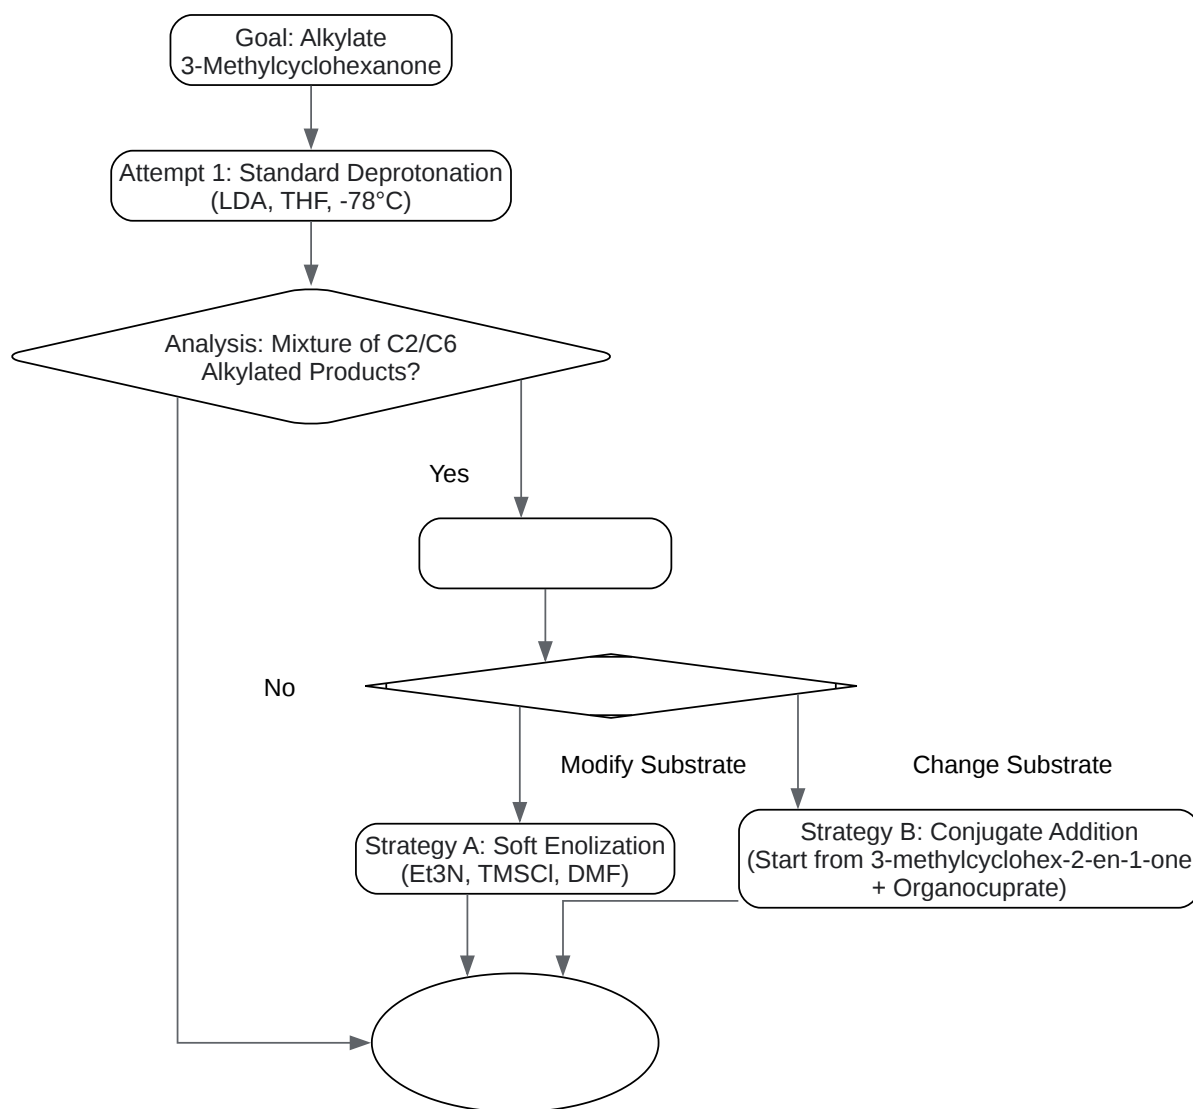 Goal: Alkylate
3-Methylcyclohexanone
Attempt 1: Standard Deprotonation
(LDA, THF, -78°C)
Analysis: Mixture of C2/C6
Alkylated Products?
Yes
No
Modify Substrate
Change Substrate
Strategy A: Soft Enolization
(Et3N, TMSCl, DMF)
Strategy B: Conjugate Addition
(Start from 3-methylcyclohex-2-en-1-one
+ Organocuprate)